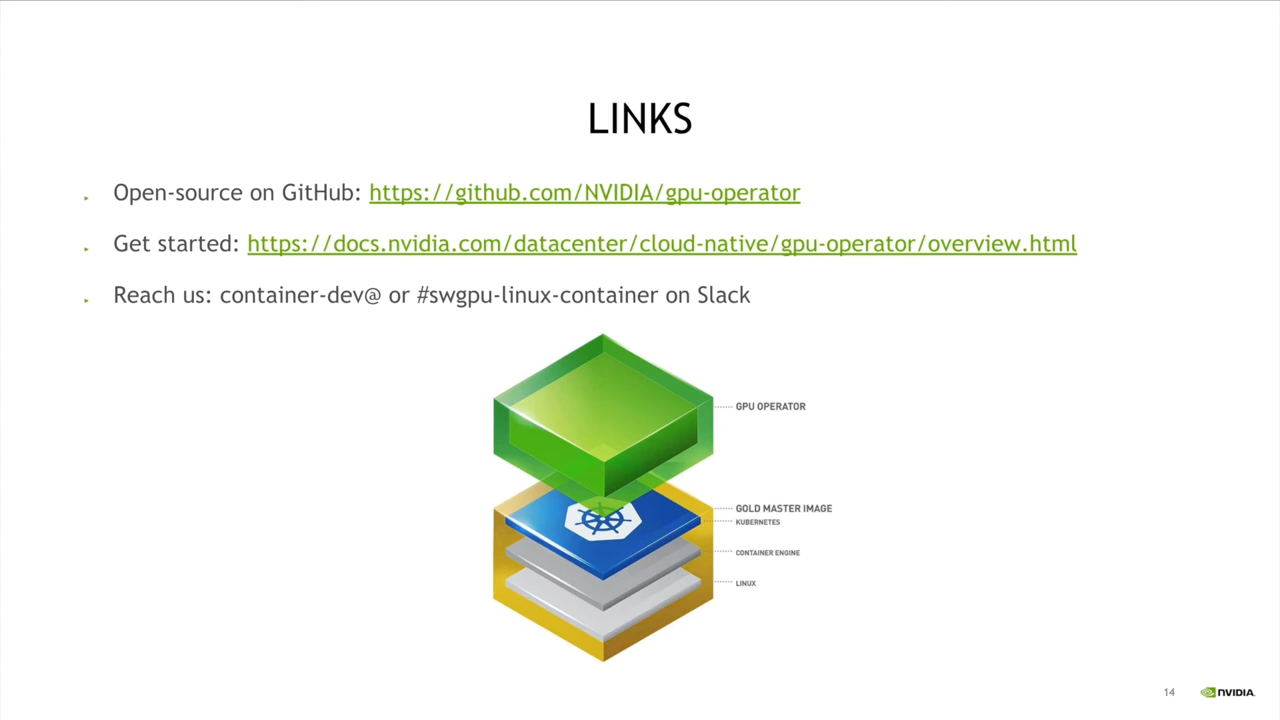 LINKS
Open-source on GitHub: https://github.com/NVIDIA/gpu-operator
Get started: https://docs.nvidia.com/datacenter/cloud-native/gpu-operator/overview.html
Reach us: container-dev@ or #swgpu-linux-container on Slack
GPU OPERATOR
GOLD MASTER IMAGE
KUBERNETES
CONTAINER ENGINE
LINUX
14
NVIDIA.